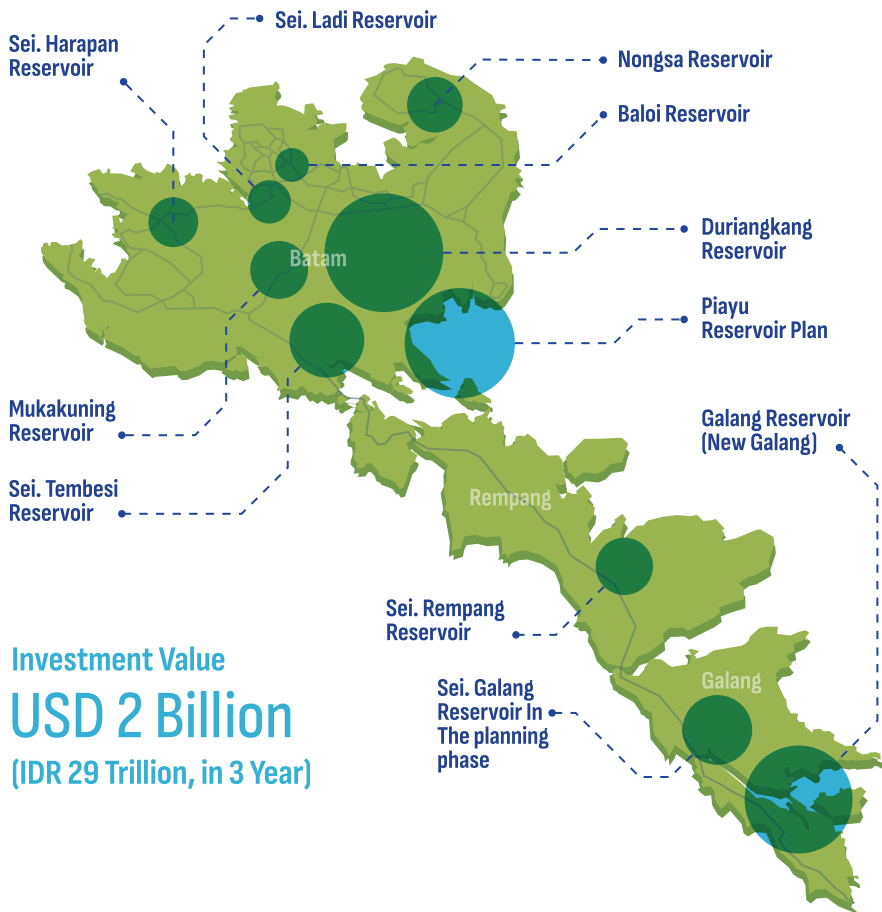 Sei. Ladi Reservoir
Sei. Harapan
Reservoir
Nongsa Reservoir
Baloi Reservoir
Duriangkang
Reservoir
Batam
Piayu
Reservoir Plan
Mukakuning
Reservoir
Galang Reservoir
(New Galang)
Sei. Tembesi
Reservoir
Rempang
Sei. Rempang
Reservoir
Investment Value
USD 2 Billion
(IDR 29 Trillion, in 3 Year)
Galang
Sei. Galang
Reservoir In
The planning
phase